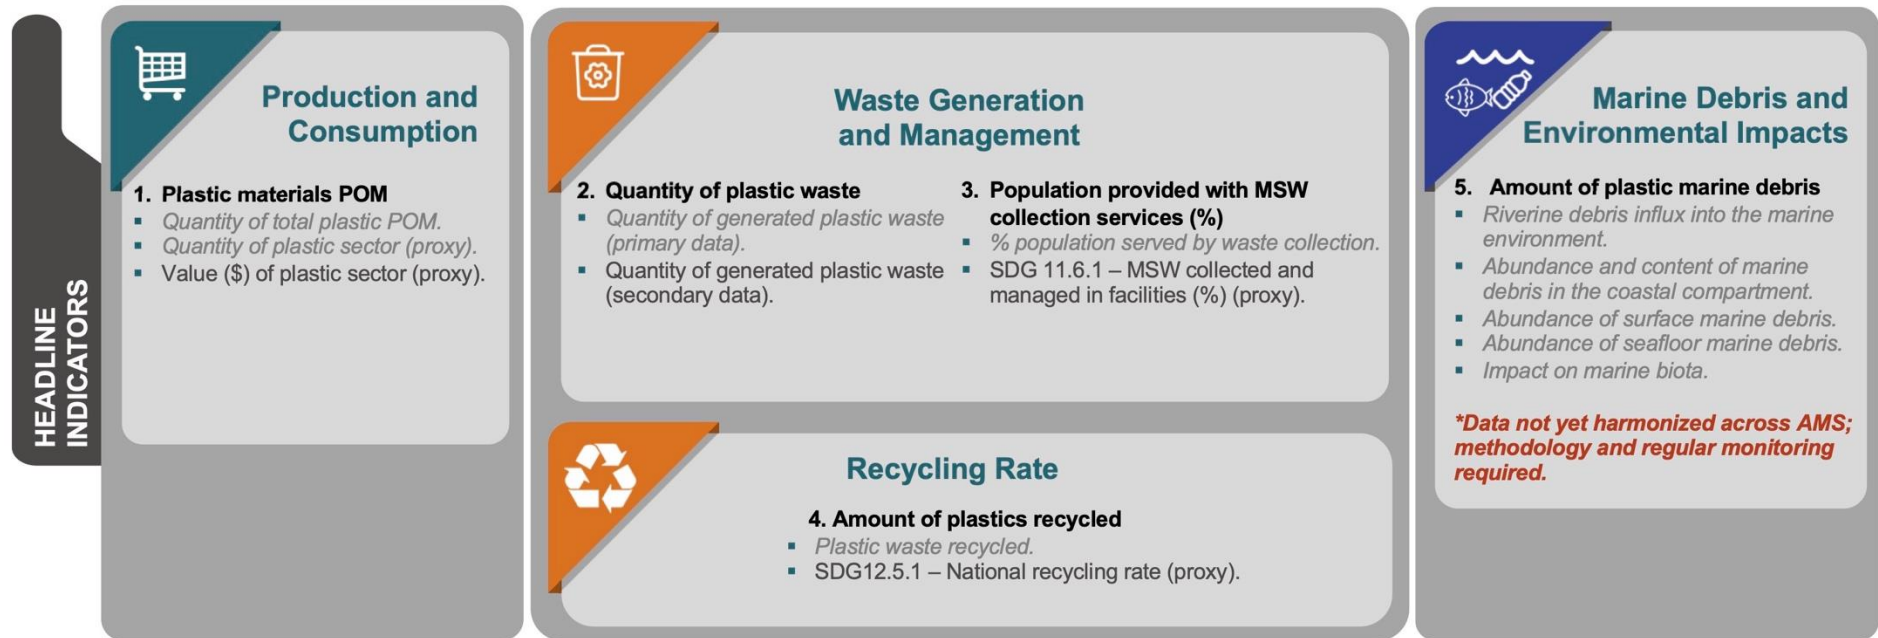 HEADLINE
INDICATORS
Production and
Consumption
1. Plastic materials POM
▪ Quantity of total plastic POM.
▪ Quantity of plastic sector (proxy).
▪ Value ($) of plastic sector (proxy).
Waste Generation
and Management
2. Quantity of plastic waste
▪ Quantity of generated plastic waste
(primary data).
▪ Quantity of generated plastic waste
(secondary data).
3. Population provided with MSW
collection services (%)
▪ % population served by waste collection.
▪ SDG 11.6.1 – MSW collected and
managed in facilities (%) (proxy).
Recycling Rate
4. Amount of plastics recycled
▪ Plastic waste recycled.
▪ SDG12.5.1 – National recycling rate (proxy).
Marine Debris and
Environmental Impacts
5. Amount of plastic marine debris
▪ Riverine debris influx into the marine
environment.
▪ Abundance and content of marine
debris in the coastal compartment.
▪ Abundance of surface marine debris.
▪ Abundance of seafloor marine debris.
▪ Impact on marine biota.
*Data not yet harmonized across AMS;
methodology and regular monitoring
required.